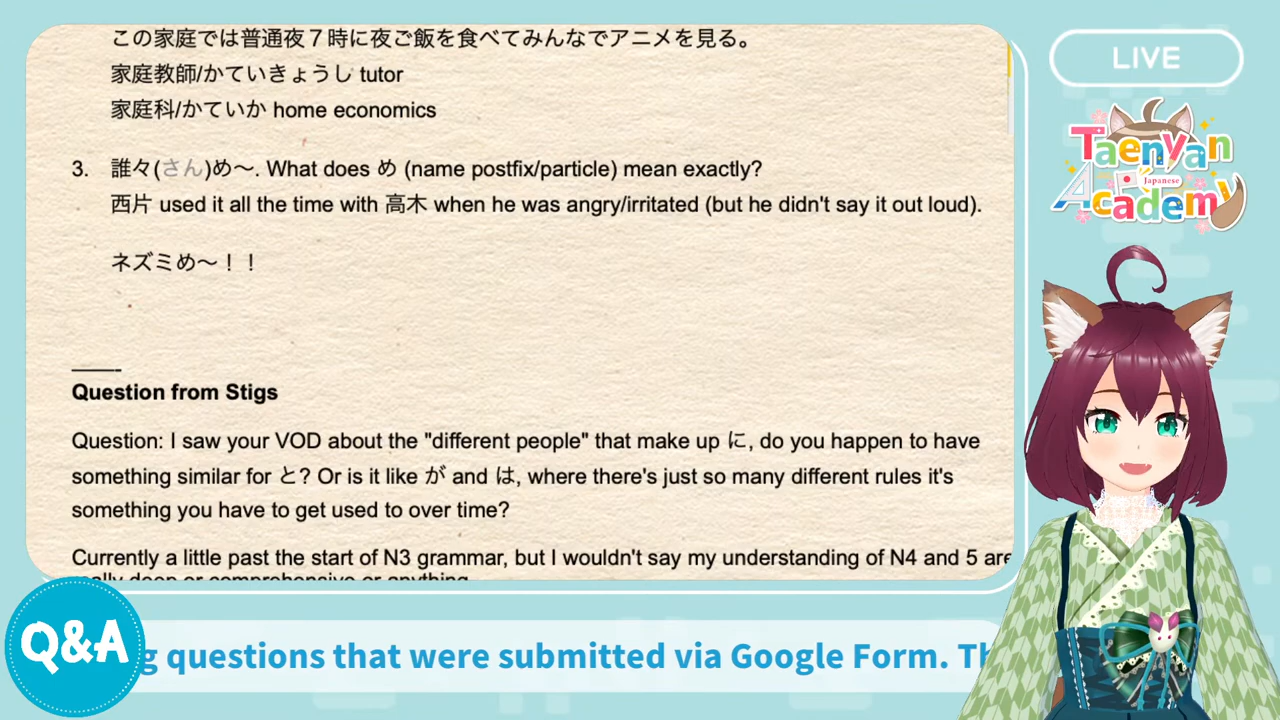 この家庭では普通夜７時に夜ご飯を食べてみんなでアニメを見る。
家庭教師/かていきょうし tutor
家庭科/かていか home economics
3. 誰々(さん)め〜. What does め (name postfix/particle) mean exactly?
西片 used it all the time with 高木 when he was angry/irritated (but he didn't say it out loud).
ネズミめ〜！！
Question from Stigs
Question: I saw your VOD about the "different people" that make up に, do you happen to have
something similar for と? Or is it like が and は, where there's just so many different rules it's
something you have to get used to over time?
Currently a little past the start of N3 grammar, but I wouldn't say my understanding of N4 and 5 are
LIVE
Taenyan
Japanese
Academy
Q&A
questions that were submitted via Google Form.